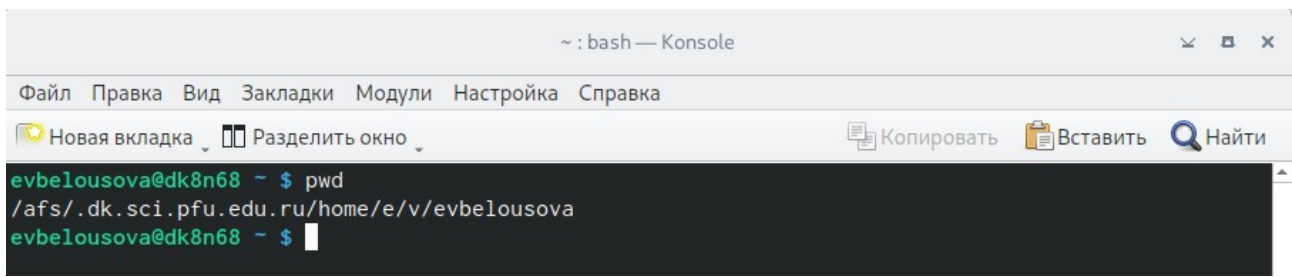 ~ : bash — Konsole
Файл Правка Вид Закладки Модули Настройка Справка
Новая вкладка Разделить окно Копировать Вставить Найти
evbelousova@dk8n68 ~ $ pwd
/afs/.dk.sci.pfu.edu.ru/home/e/v/evbelousova
evbelousova@dk8n68 ~ $